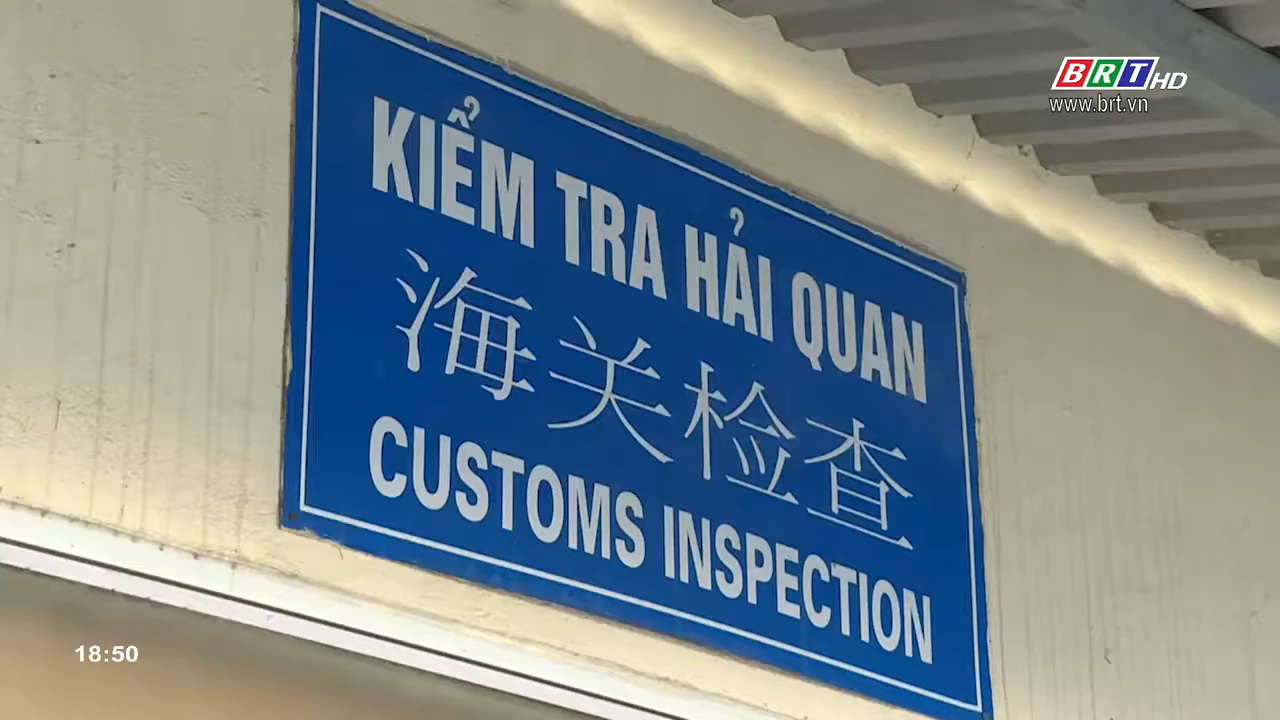 BRT HD
www.brt.vn
KIỂM TRA HẢI QUAN
海关检查
CUSTOMS INSPECTION
18:50